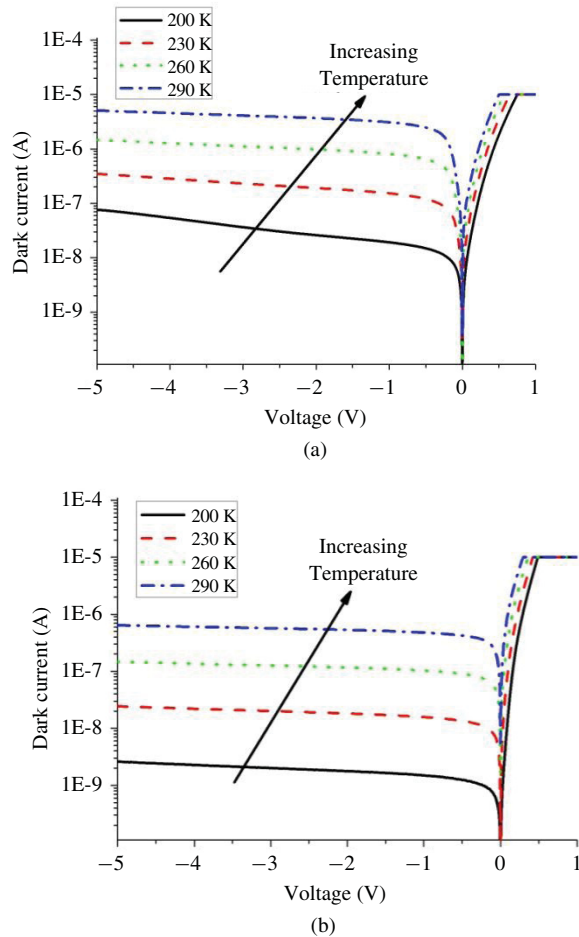 200 K
230 K
260 K
290 K
Increasing
Temperature
1E-4
1E-5
1E-6
1E-7
1E-8
1E-9
Dark current (A)
−5 −4 −3 −2 −1 0 1
Voltage (V)
(a)
200 K
230 K
260 K
290 K
Increasing
Temperature
1E-4
1E-5
1E-6
1E-7
1E-8
1E-9
Dark current (A)
−5 −4 −3 −2 −1 0 1
Voltage (V)
(b)